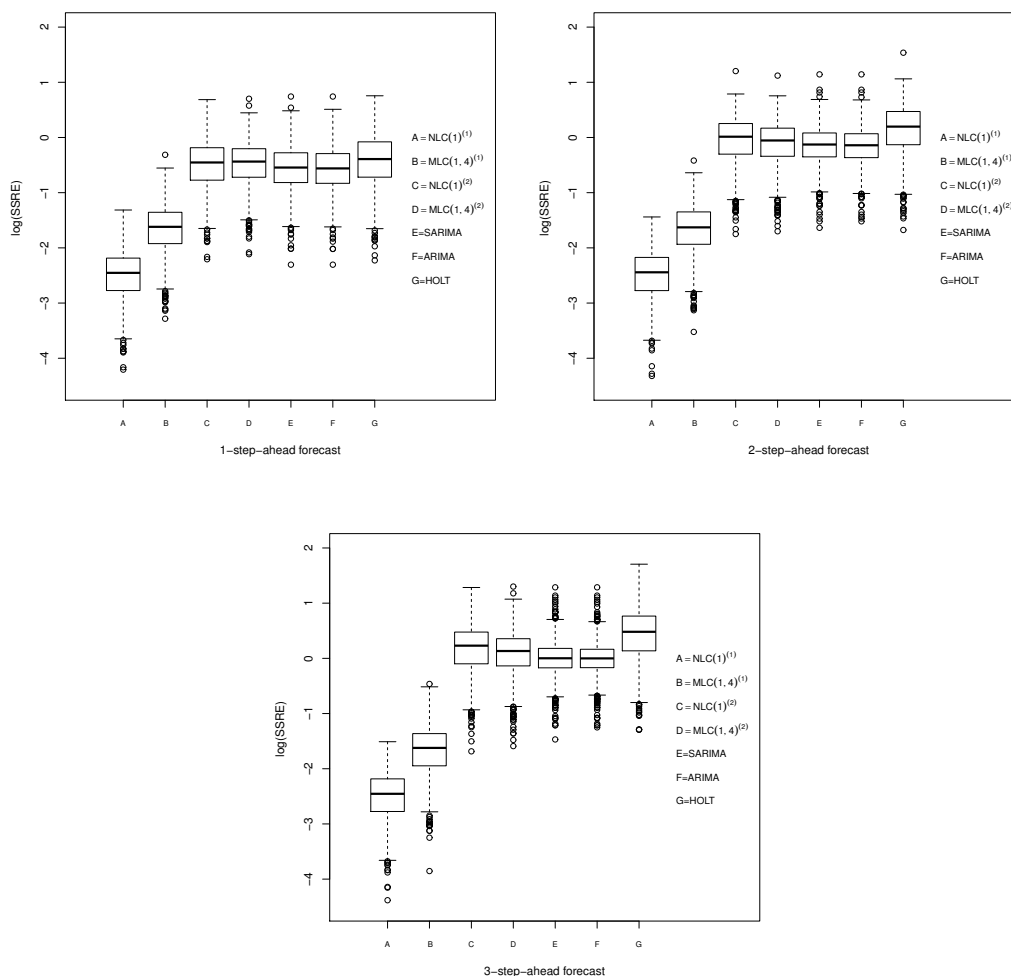 log(SSRE)
2
1
0
−1
−2
−3
−4
A = NLC(1)⁽¹⁾
B = MLC(1, 4)⁽¹⁾
C = NLC(1)⁽²⁾
D = MLC(1, 4)⁽²⁾
E=SARIMA
F=ARIMA
G=HOLT
A B C D E F G
1−step−ahead forecast
log(SSRE)
2
1
0
−1
−2
−3
−4
A = NLC(1)⁽¹⁾
B = MLC(1, 4)⁽¹⁾
C = NLC(1)⁽²⁾
D = MLC(1, 4)⁽²⁾
E=SARIMA
F=ARIMA
G=HOLT
A B C D E F G
2−step−ahead forecast
log(SSRE)
2
1
0
−1
−2
−3
−4
A = NLC(1)⁽¹⁾
B = MLC(1, 4)⁽¹⁾
C = NLC(1)⁽²⁾
D = MLC(1, 4)⁽²⁾
E=SARIMA
F=ARIMA
G=HOLT
A B C D E F G
3−step−ahead forecast